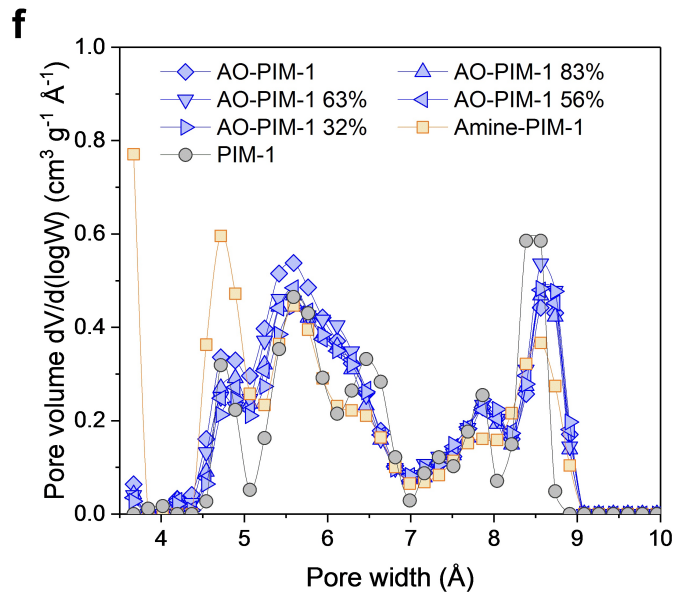 f
1.0
0.8
0.6
0.4
0.2
0.0
Pore volume dV/d(logW) (cm³ g⁻¹ Å⁻¹)
AO-PIM-1
AO-PIM-1 83%
AO-PIM-1 63%
AO-PIM-1 56%
AO-PIM-1 32%
Amine-PIM-1
PIM-1
4 5 6 7 8 9 10
Pore width (Å)